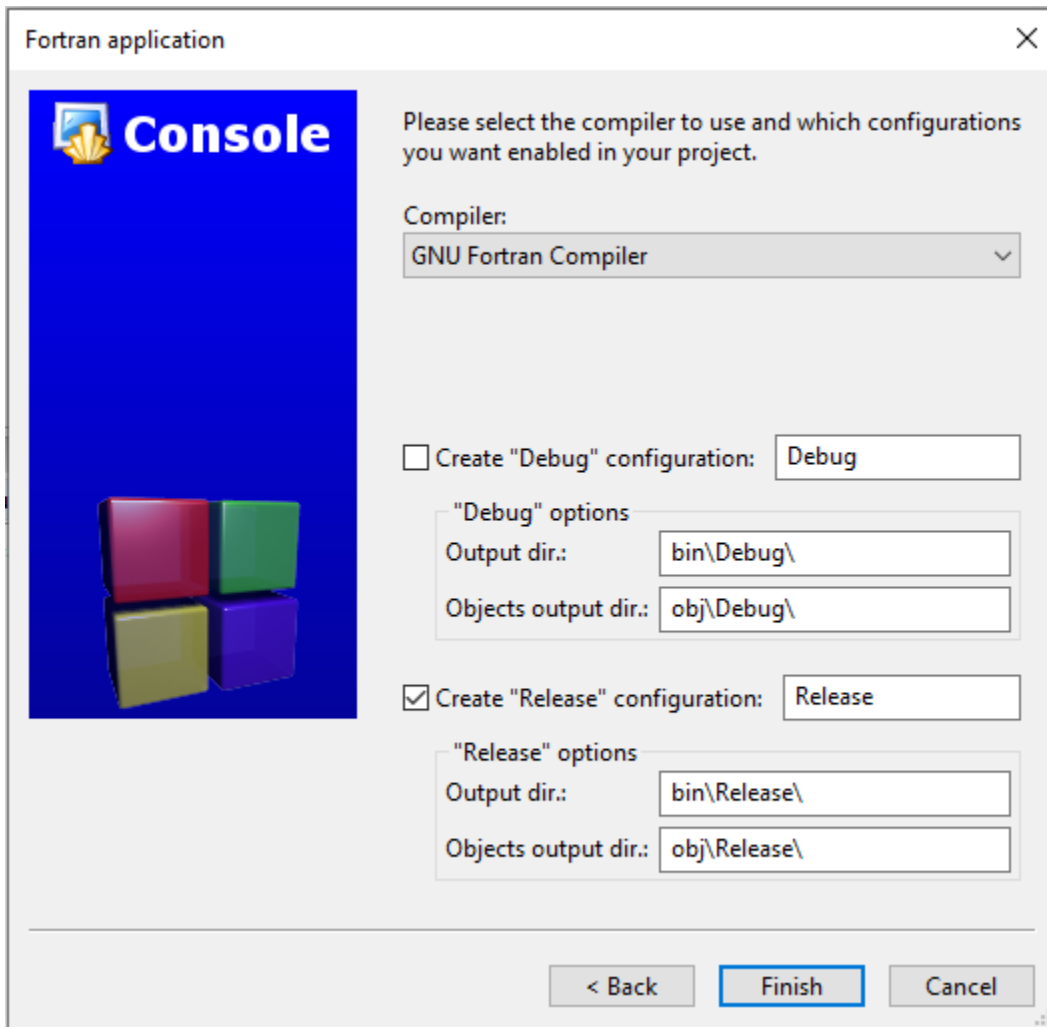 Fortran application
Console
Please select the compiler to use and which configurations
you want enabled in your project.
Compiler:
GNU Fortran Compiler
Create "Debug" configuration: Debug
"Debug" options
Output dir.: bin\Debug\
Objects output dir.: obj\Debug\
Create "Release" configuration: Release
"Release" options
Output dir.: bin\Release\
Objects output dir.: obj\Release\
< Back Finish Cancel